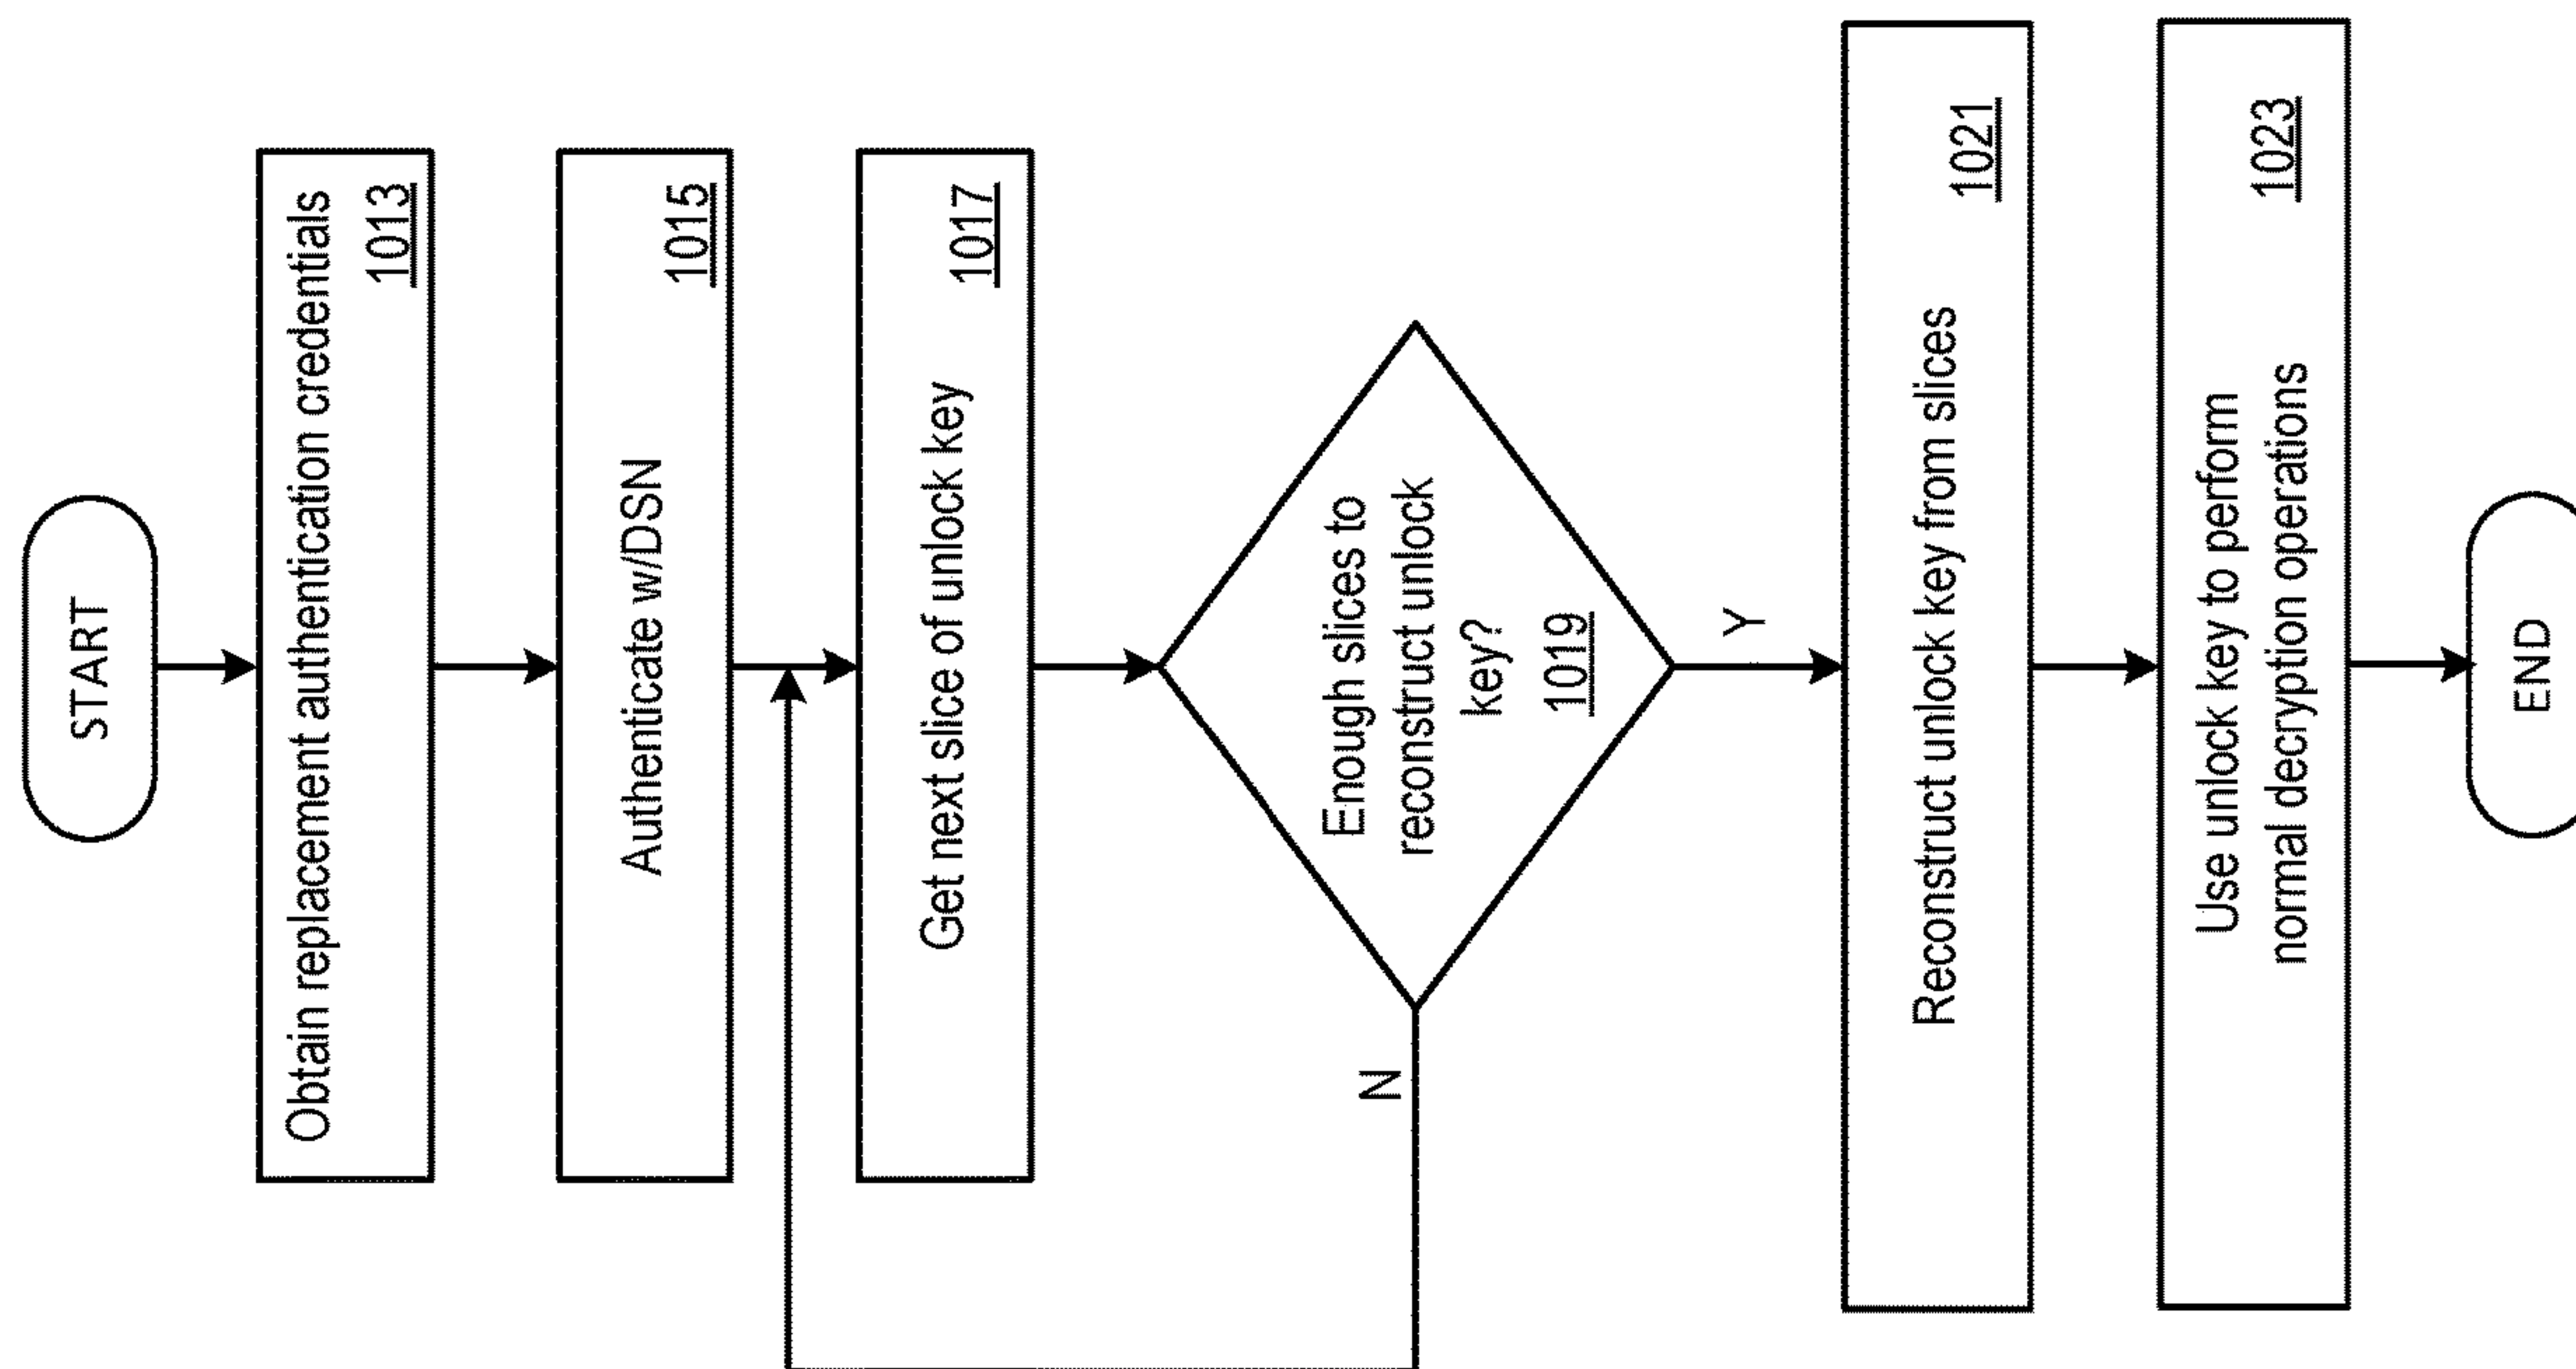 START
Obtain replacement authentication credentials
1013
Authenticate w/DSN
1015
Get next slice of unlock key
1017
Enough slices to
reconstruct unlock
key?
1019
N
Y
Reconstruct unlock key from slices
1021
Use unlock key to perform
normal decryption operations
1023
END